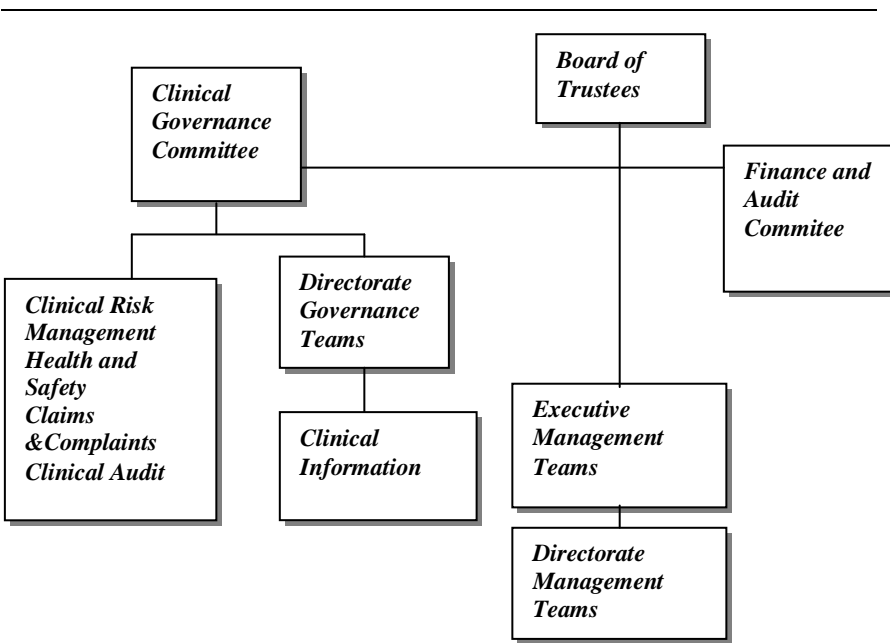 Board of
Trustees
Clinical
Governance
Committee
Finance and
Audit
Commitee
Clinical Risk
Management
Health and
Safety
Claims
&Complaints
Clinical Audit
Directorate
Governance
Teams
Clinical
Information
Executive
Management
Teams
Directorate
Management
Teams